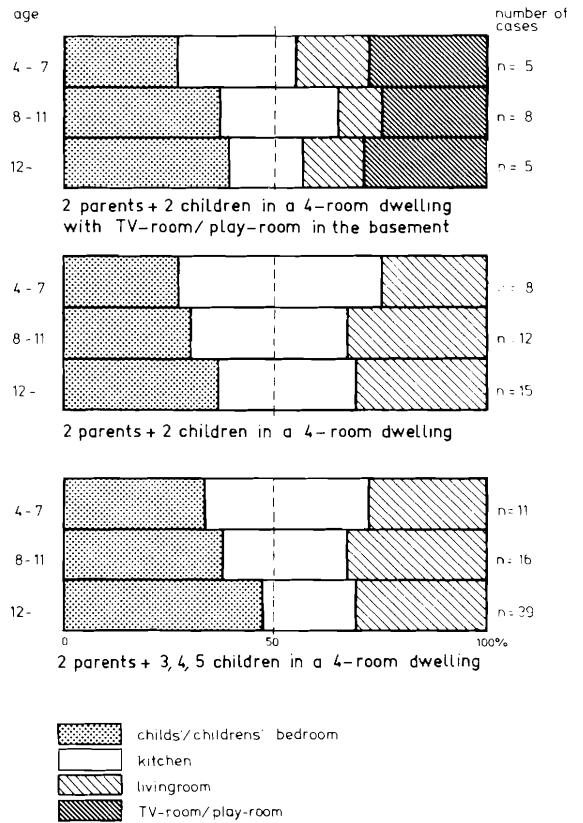 age number of cases
4-7 n= 5
8-11 n= 8
12- n= 5
2 parents + 2 children in a 4-room dwelling
with TV-room/play-room in the basement
4-7 = 8
8-11 n=12
12- n=15
2 parents + 2 children in a 4-room dwelling
4-7 n=11
8-11 n=16
12- n=39
0 50 100%
2 parents + 3, 4, 5 children in a 4-room dwelling
childs'/childrens' bedroom
kitchen
livingroom
TV-room/play-room